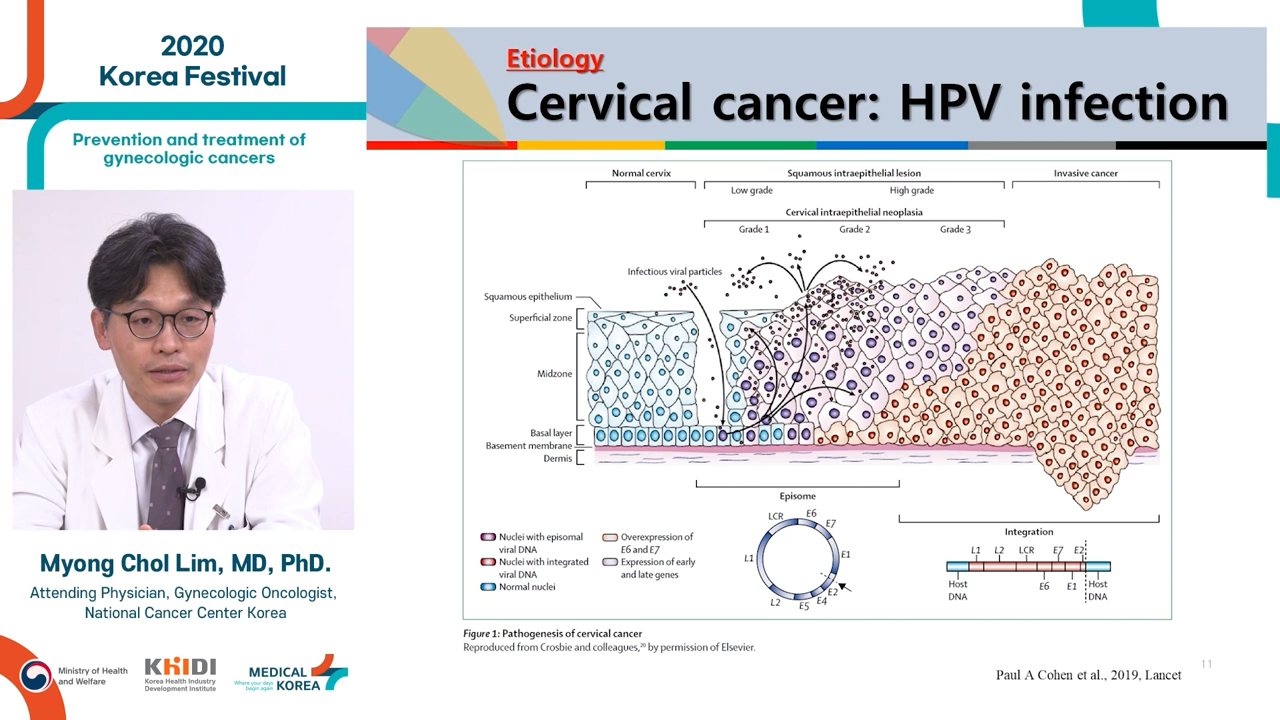 2020
Korea Festival
Prevention and treatment of
gynecologic cancers
Myong Chol Lim, MD, PhD.
Attending Physician, Gynecologic Oncologist,
National Cancer Center Korea
Ministry of Health
and Welfare
KHIDI
Korea Health Industry
Development Institute
MEDICAL
Where your days
begin again
KOREA
Etiology
Cervical cancer: HPV infection
Normal cervix
Squamous intraepithelial lesion
Invasive cancer
Low grade
High grade
Cervical intraepithelial neoplasia
Grade 1
Grade 2
Grade 3
Infectious viral particles
Squamous epithelium
Superficial zone
Midzone
Basal layer
Basement membrane
Dermis
Episome
LCR
E6
E7
L1
E1
E2
L2
E5
E4
Nuclei with episomal
viral DNA
Nuclei with integrated
viral DNA
Normal nuclei
Overexpression of
E6 and E7
Expression of early
and late genes
Integration
L1 L2 LCR E7 E2
Host
DNA
E6 E1
Host
DNA
Figure 1: Pathogenesis of cervical cancer
Reproduced from Crosbie and colleagues,²⁰ by permission of Elsevier.
11
Paul A Cohen et al., 2019, Lancet